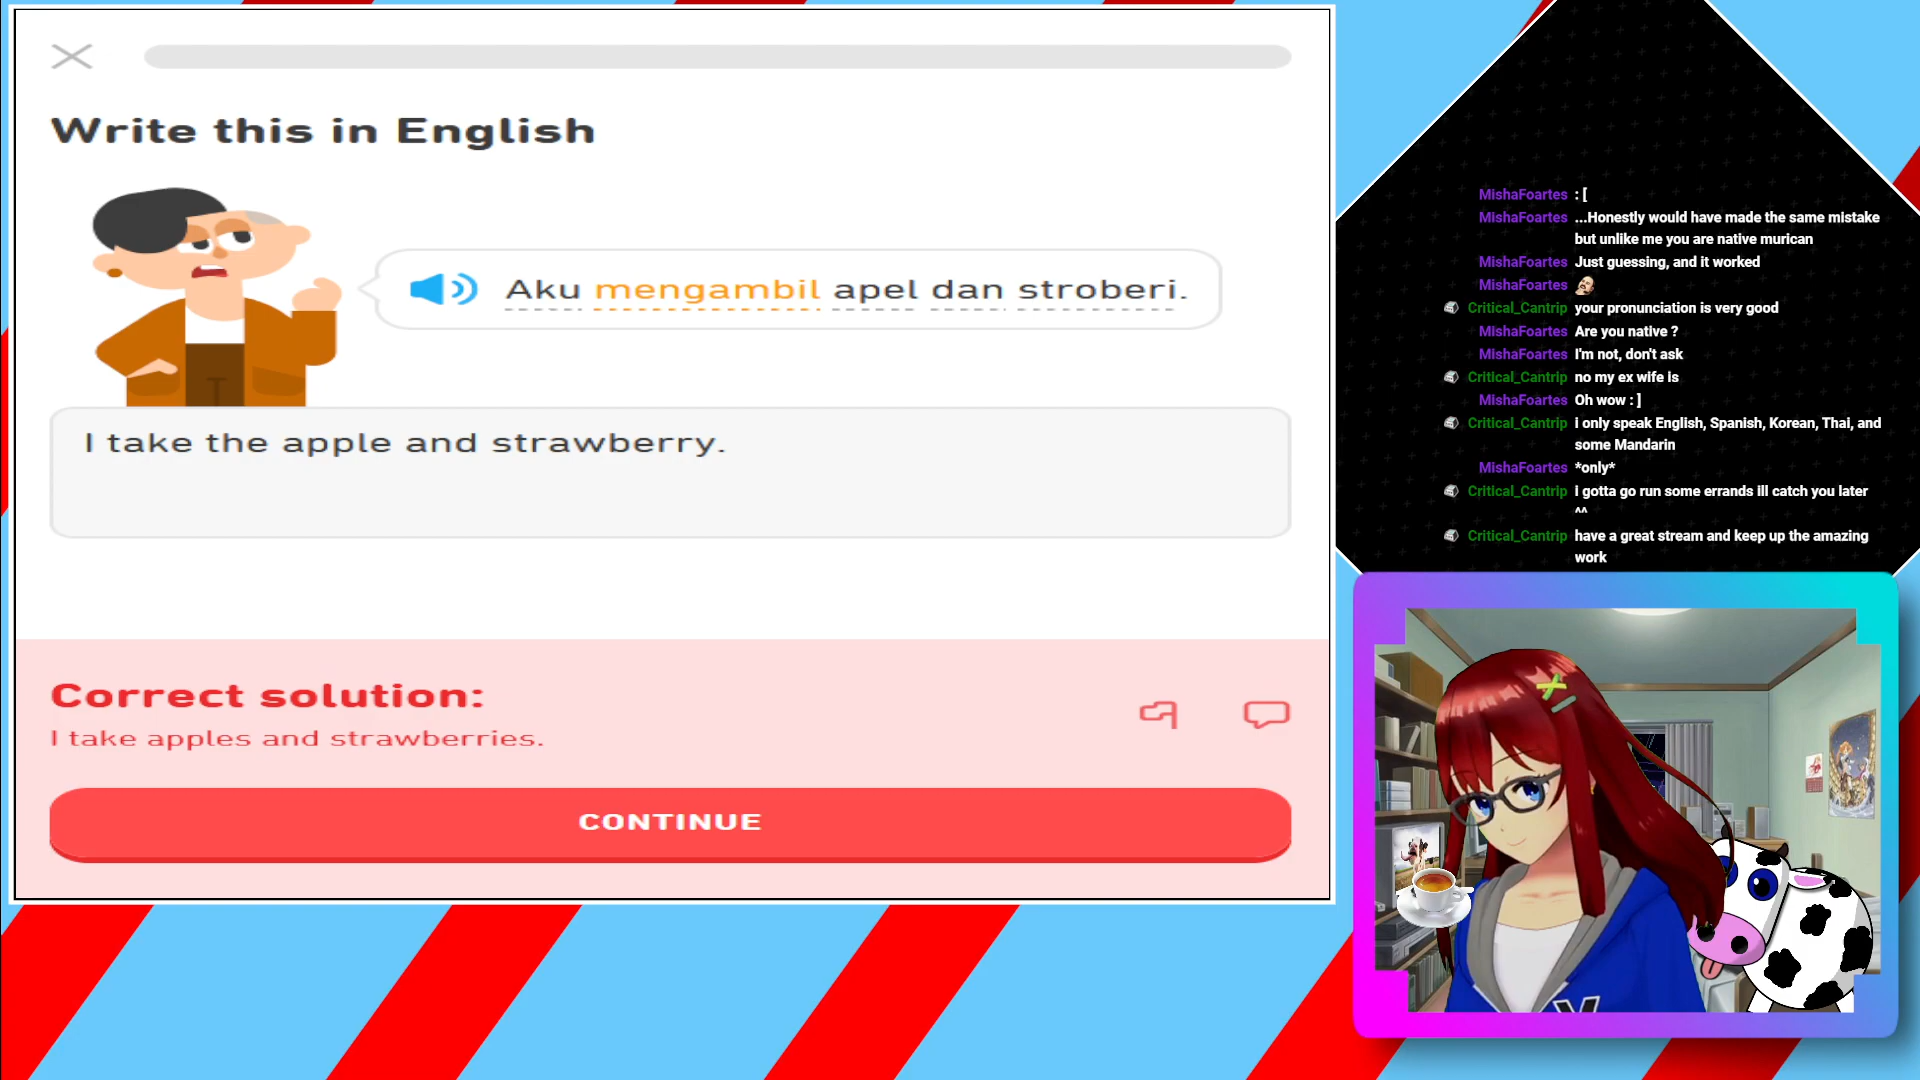 Write this in English
Aku mengambil apel dan stroberi.
I take the apple and strawberry.
Correct solution:
I take apples and strawberries.
CONTINUE
MishaFoartes : [
MishaFoartes ...Honestly would have made the same mistake
but unlike me you are native murican
MishaFoartes Just guessing, and it worked
MishaFoartes
Critical_Cantrip your pronunciation is very good
MishaFoartes Are you native ?
MishaFoartes I'm not, don't ask
Critical_Cantrip no my ex wife is
MishaFoartes Oh wow : ]
Critical_Cantrip i only speak English, Spanish, Korean, Thai, and
some Mandarin
MishaFoartes *only*
Critical_Cantrip i gotta go run some errands ill catch you later
^^
Critical_Cantrip have a great stream and keep up the amazing
work